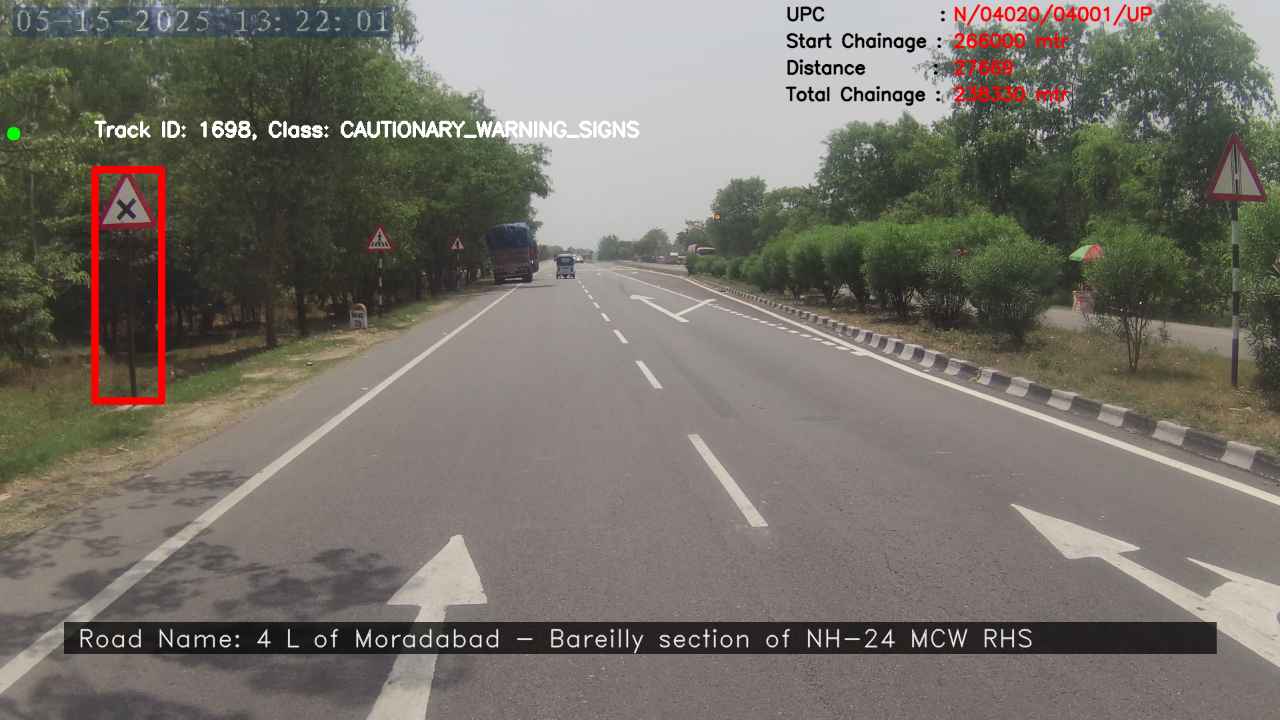 05-15-2025 13:22:01
UPC : N/04020/04001/UP
Start Chainage : 266000 mtr
Distance : 27669
Total Chainage : 238330 mtr
Track ID: 1698, Class: CAUTIONARY_WARNING_SIGNS
Road Name: 4 L of Moradabad - Bareilly section of NH-24 MCW RHS